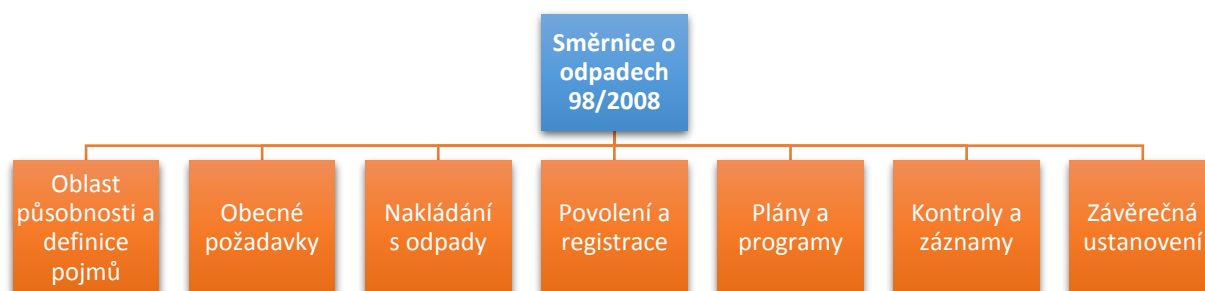 Směrnice o
odpadech
98/2008
Oblast
působnosti a
definice
pojmů
Obecné
požadavky
Nakládání
s odpady
Povolení a
registrace
Plány a
programy
Kontroly a
záznamy
Závěrečná
ustanovení